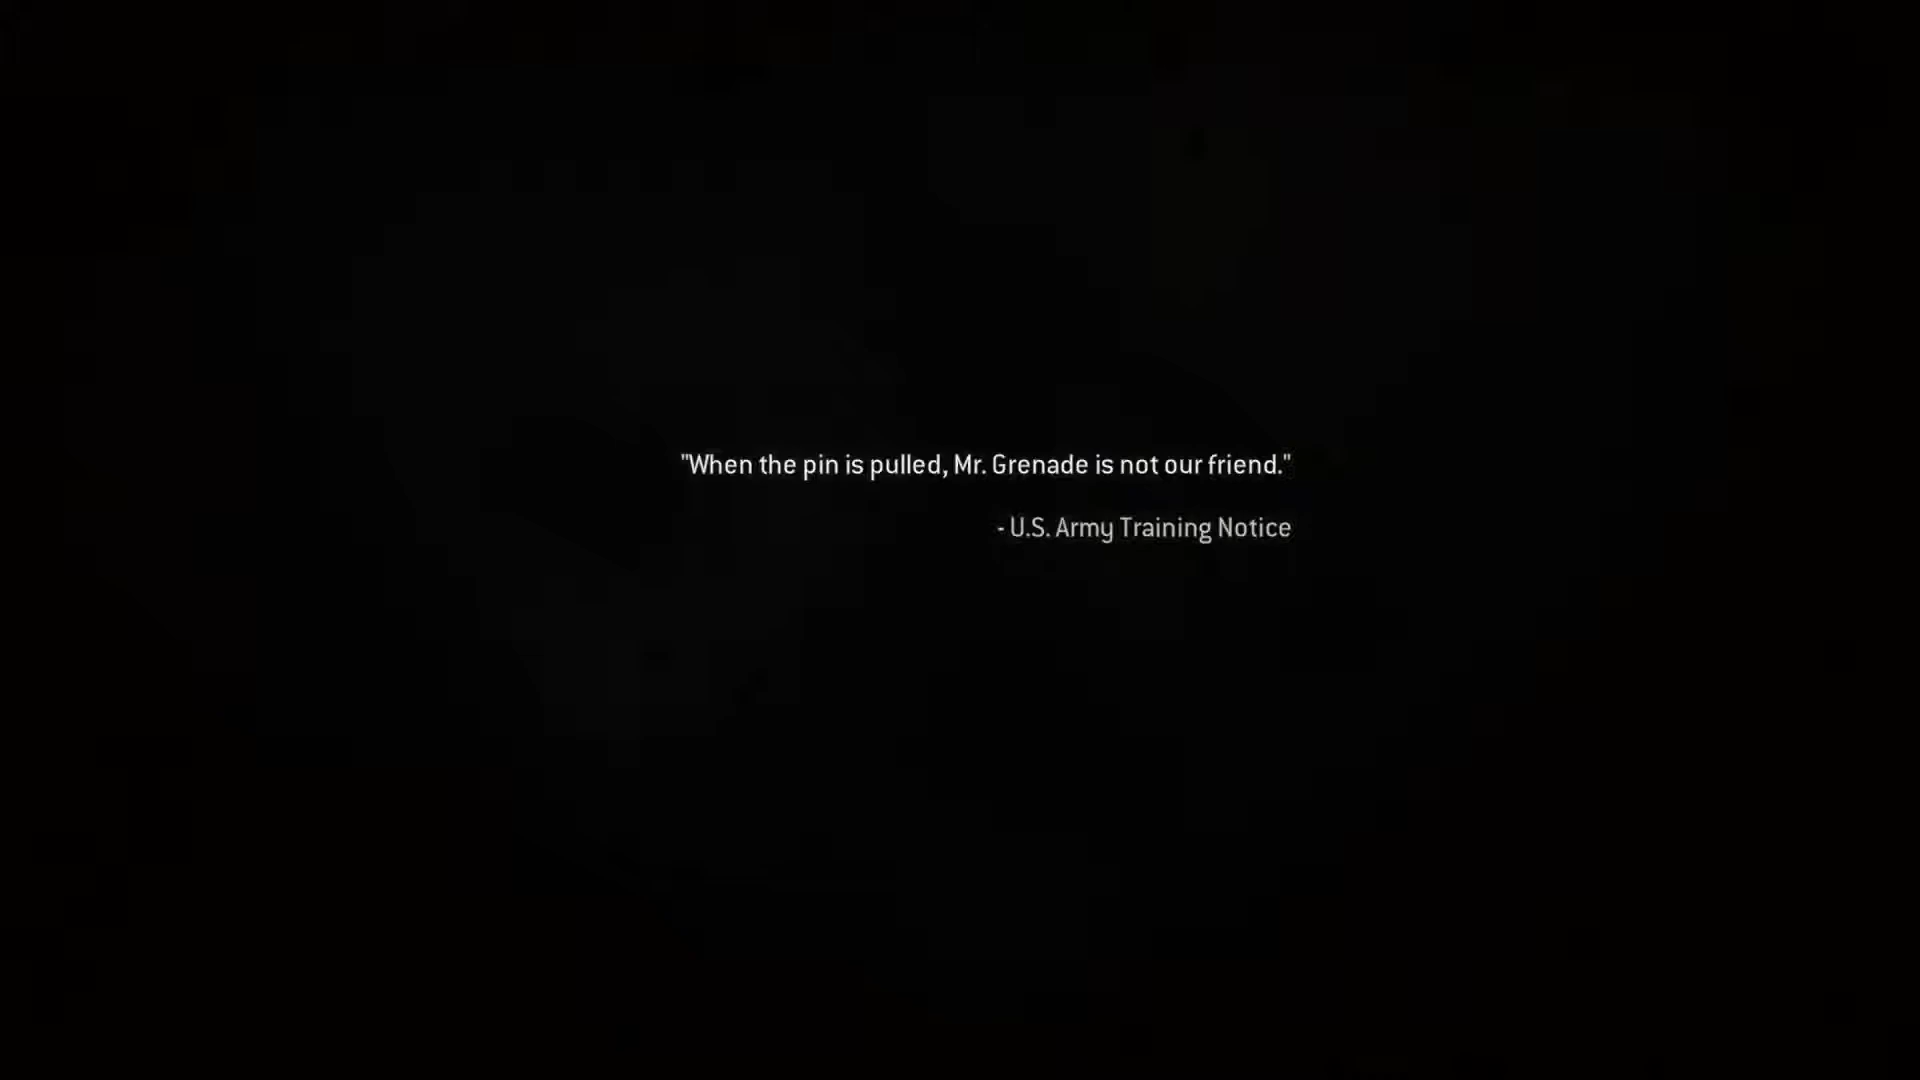 "When the pin is pulled, Mr. Grenade is not our friend."
- U.S. Army Training Notice